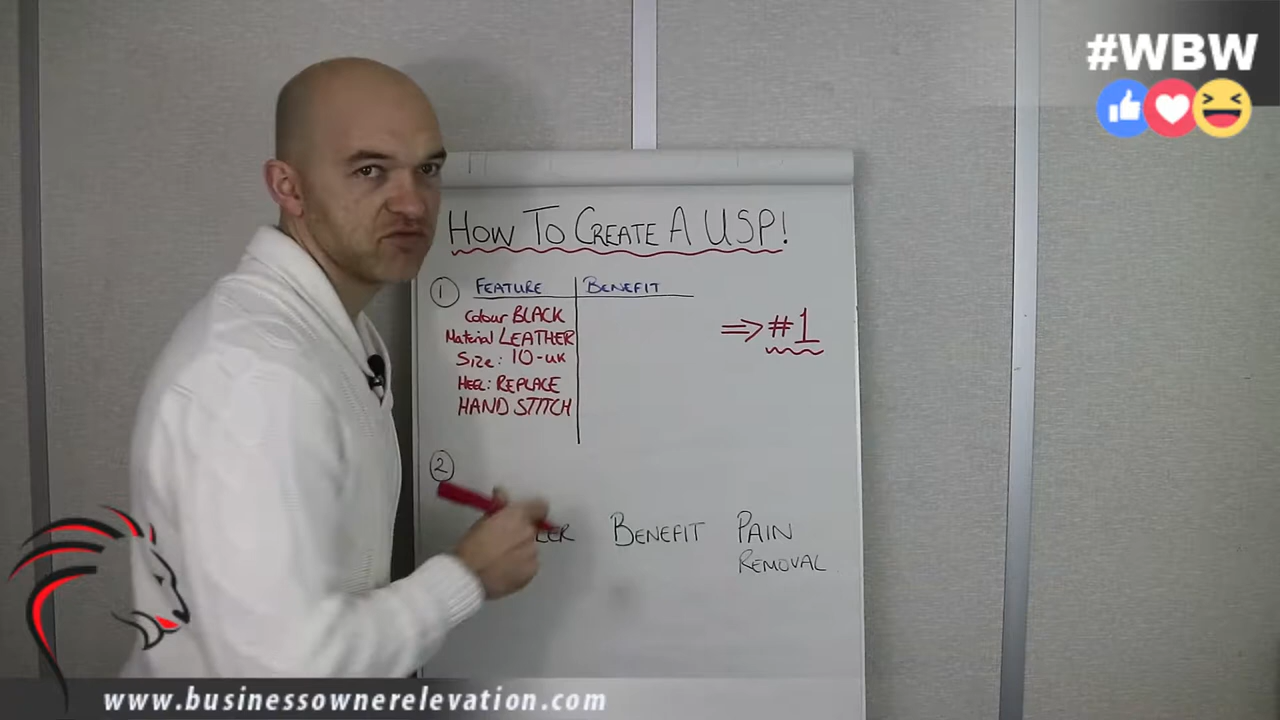 #WBW
HOW TO CREATE A USP!
1 FEATURE BENEFIT
Colour BLACK
Material LEATHER
Size: 10-UK
HEEL: REPLACE
HAND STITCH
⇒ #1
2
BENEFIT PAIN
REMOVAL
www.businessownerelevation.com